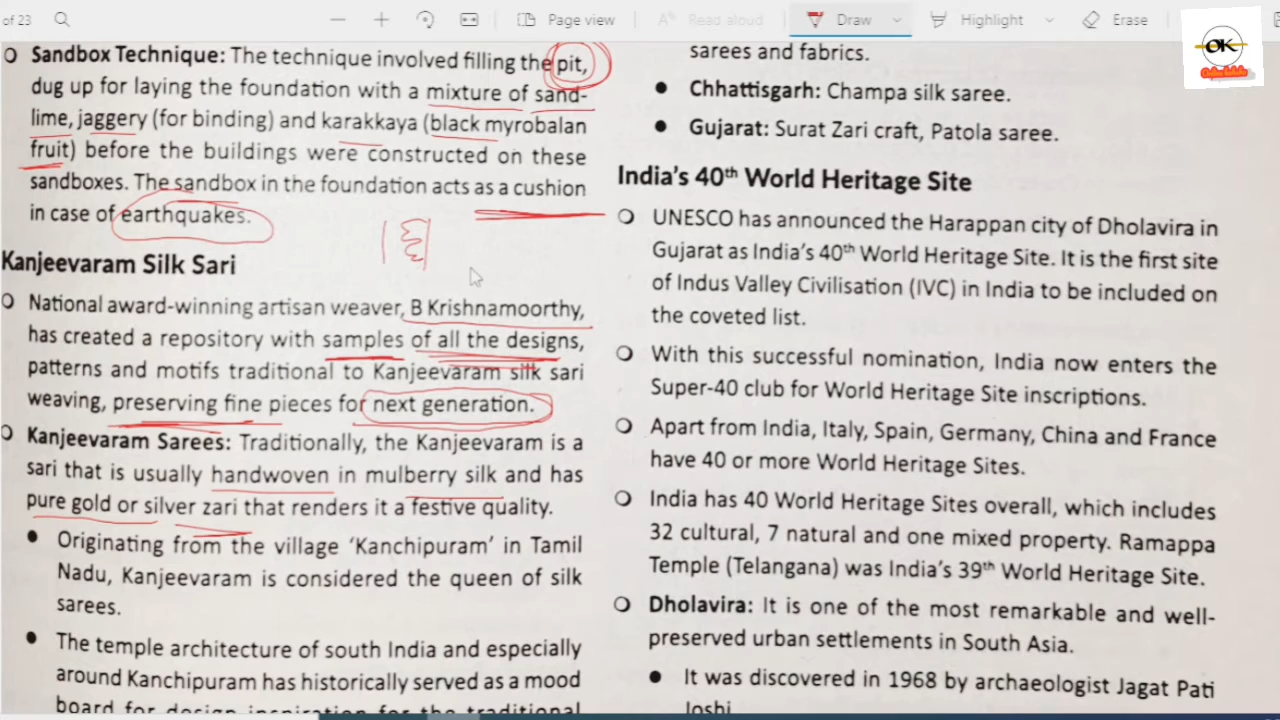 of 23
Page view
Read aloud
Draw
Highlight
Erase
OK
Sandbox Technique: The technique involved filling the pit,
dug up for laying the foundation with a mixture of sand-
lime, jaggery (for binding) and karakkaya (black myrobalan
fruit) before the buildings were constructed on these
sandboxes. The sandbox in the foundation acts as a cushion
in case of earthquakes.
Kanjeevaram Silk Sari
National award-winning artisan weaver, B Krishnamoorthy,
has created a repository with samples of all the designs,
patterns and motifs traditional to Kanjeevaram silk sari
weaving, preserving fine pieces for next generation.
Kanjeevaram Sarees: Traditionally, the Kanjeevaram is a
sari that is usually handwoven in mulberry silk and has
pure gold or silver zari that renders it a festive quality.
Originating from the village ‘Kanchipuram’ in Tamil
Nadu, Kanjeevaram is considered the queen of silk
sarees.
The temple architecture of south India and especially
around Kanchipuram has historically served as a mood
board for design inspiration for the traditional
sarees and fabrics.
Chhattisgarh: Champa silk saree.
Gujarat: Surat Zari craft, Patola saree.
India’s 40th World Heritage Site
UNESCO has announced the Harappan city of Dholavira in
Gujarat as India’s 40th World Heritage Site. It is the first site
of Indus Valley Civilisation (IVC) in India to be included on
the coveted list.
With this successful nomination, India now enters the
Super-40 club for World Heritage Site inscriptions.
Apart from India, Italy, Spain, Germany, China and France
have 40 or more World Heritage Sites.
India has 40 World Heritage Sites overall, which includes
32 cultural, 7 natural and one mixed property. Ramappa
Temple (Telangana) was India’s 39th World Heritage Site.
Dholavira: It is one of the most remarkable and well-
preserved urban settlements in South Asia.
It was discovered in 1968 by archaeologist Jagat Pati
Joshi.